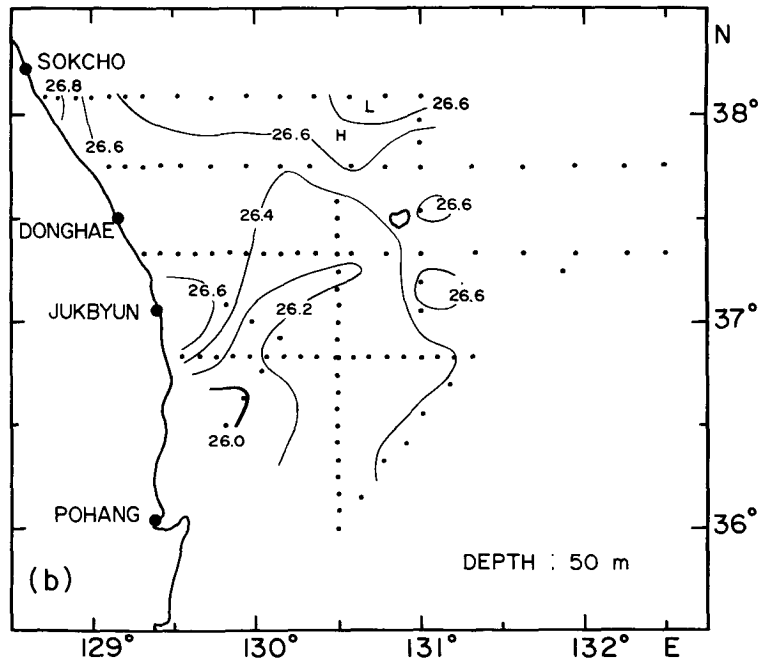 N
SOKCHO
26.8
L
26.6
38°
26.6
26.6
H
26.4
26.6
DONGHAE
26.6
26.6
JUKBYUN
26.2
37°
26.0
POHANG
36°
(b)
DEPTH : 50 m
129°
130°
131°
132°
E